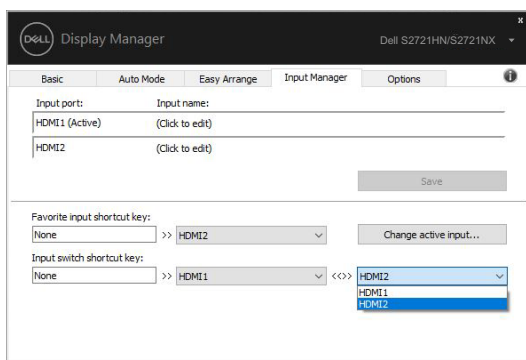 x
DELL Display Manager Dell S2721HN/S2721NX
Basic Auto Mode Easy Arrange Input Manager Options i
Input port: Input name:
HDMI1 (Active) (Click to edit)
HDMI2 (Click to edit)
Save
Favorite input shortcut key:
None >> HDMI2 Change active input...
Input switch shortcut key:
None >> HDMI1 <<>> HDMI2
HDMI1
HDMI2